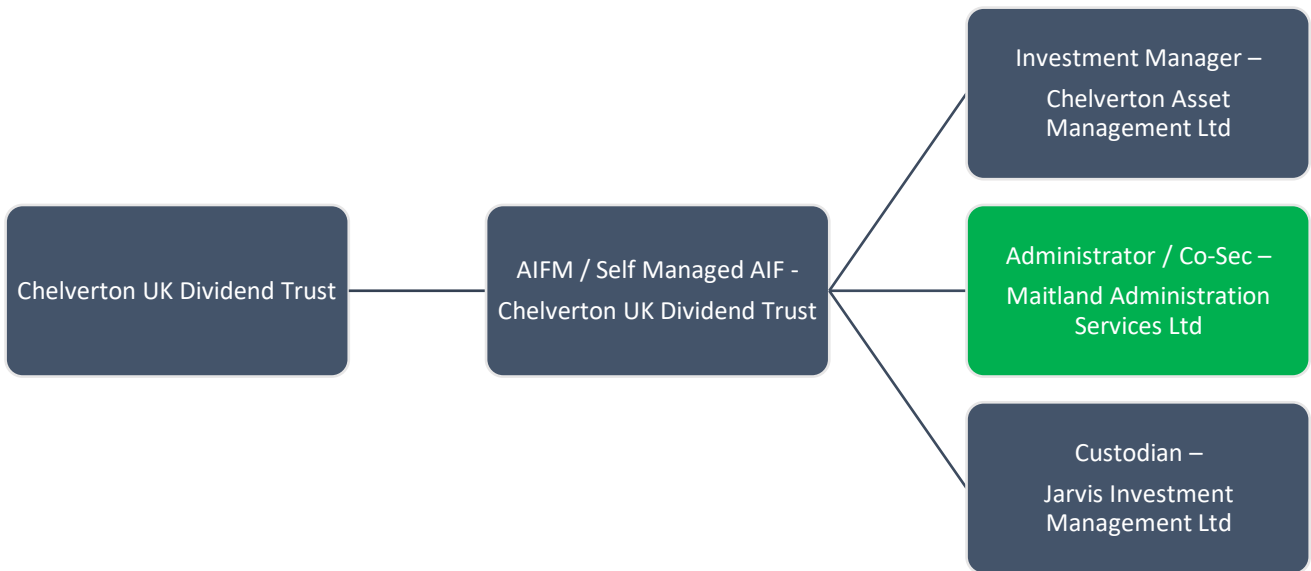 Chelverton UK Dividend Trust
AIFM / Self Managed AIF -
Chelverton UK Dividend Trust
Investment Manager –
Chelverton Asset
Management Ltd
Administrator / Co-Sec –
Maitland Administration
Services Ltd
Custodian –
Jarvis Investment
Management Ltd